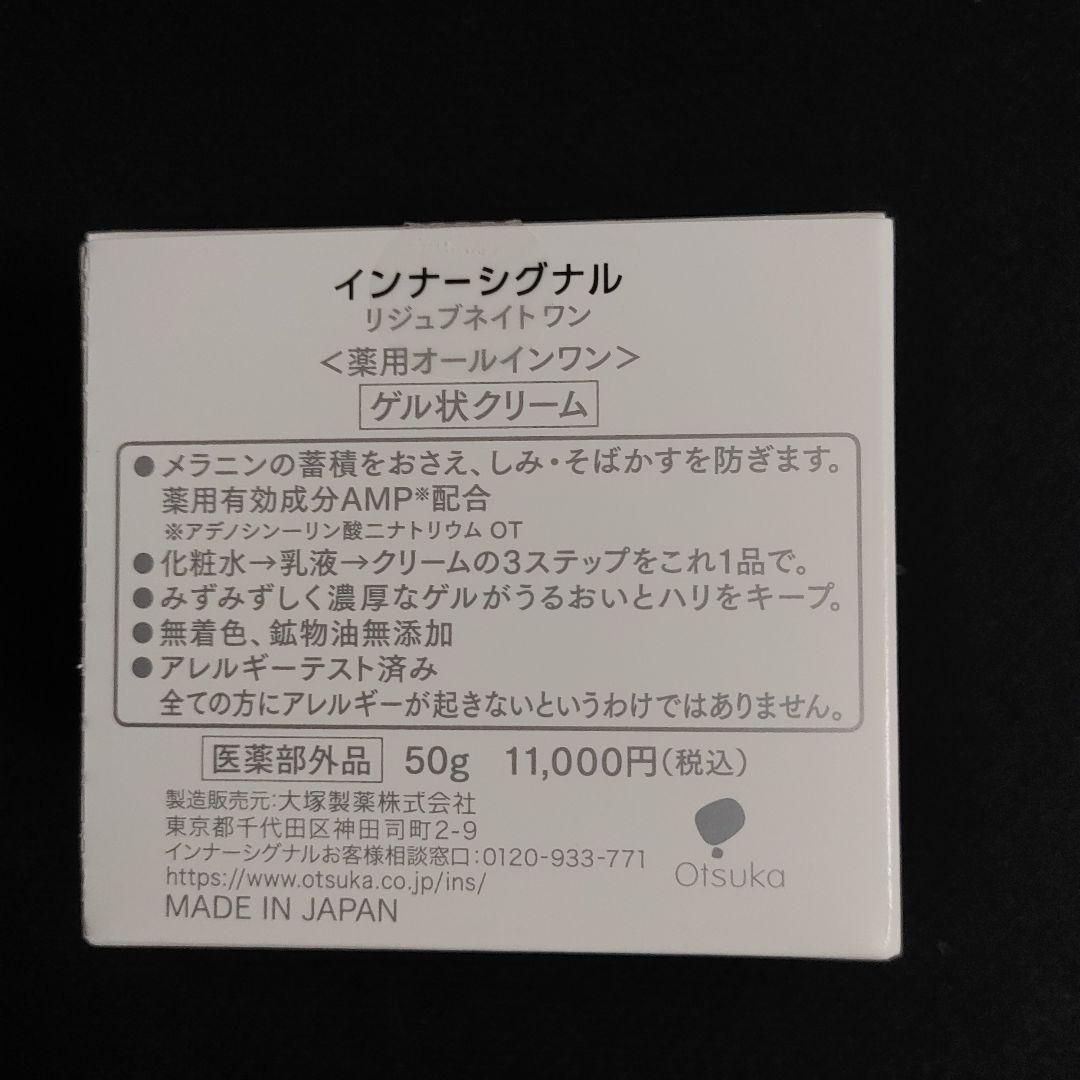 インナーシグナル
リジュブネイト ワン
＜薬用オールインワン＞
ゲル状クリーム
●メラニンの蓄積をおさえ、しみ・そばかすを防ぎます。
薬用有効成分AMP※配合
※アデノシン一リン酸二ナトリウム OT
●化粧水→乳液→クリームの3ステップをこれ1品で。
●みずみずしく濃厚なゲルがうるおいとハリをキープ。
●無着色、鉱物油無添加
●アレルギーテスト済み
全ての方にアレルギーが起きないというわけではありません。
医薬部外品 50g 11,000円（税込）
製造販売元：大塚製薬株式会社
東京都千代田区神田司町2-9
インナーシグナルお客様相談窓口：0120-933-771
https://www.otsuka.co.jp/ins/
MADE IN JAPAN
Otsuka